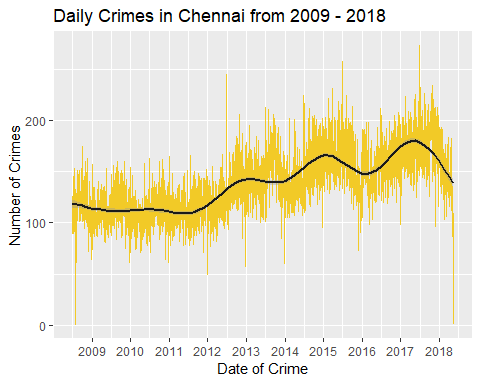 Daily Crimes in Chennai from 2009 - 2018
Number of Crimes
200
100
0
2009 2010 2011 2012 2013 2014 2015 2016 2017 2018
Date of Crime